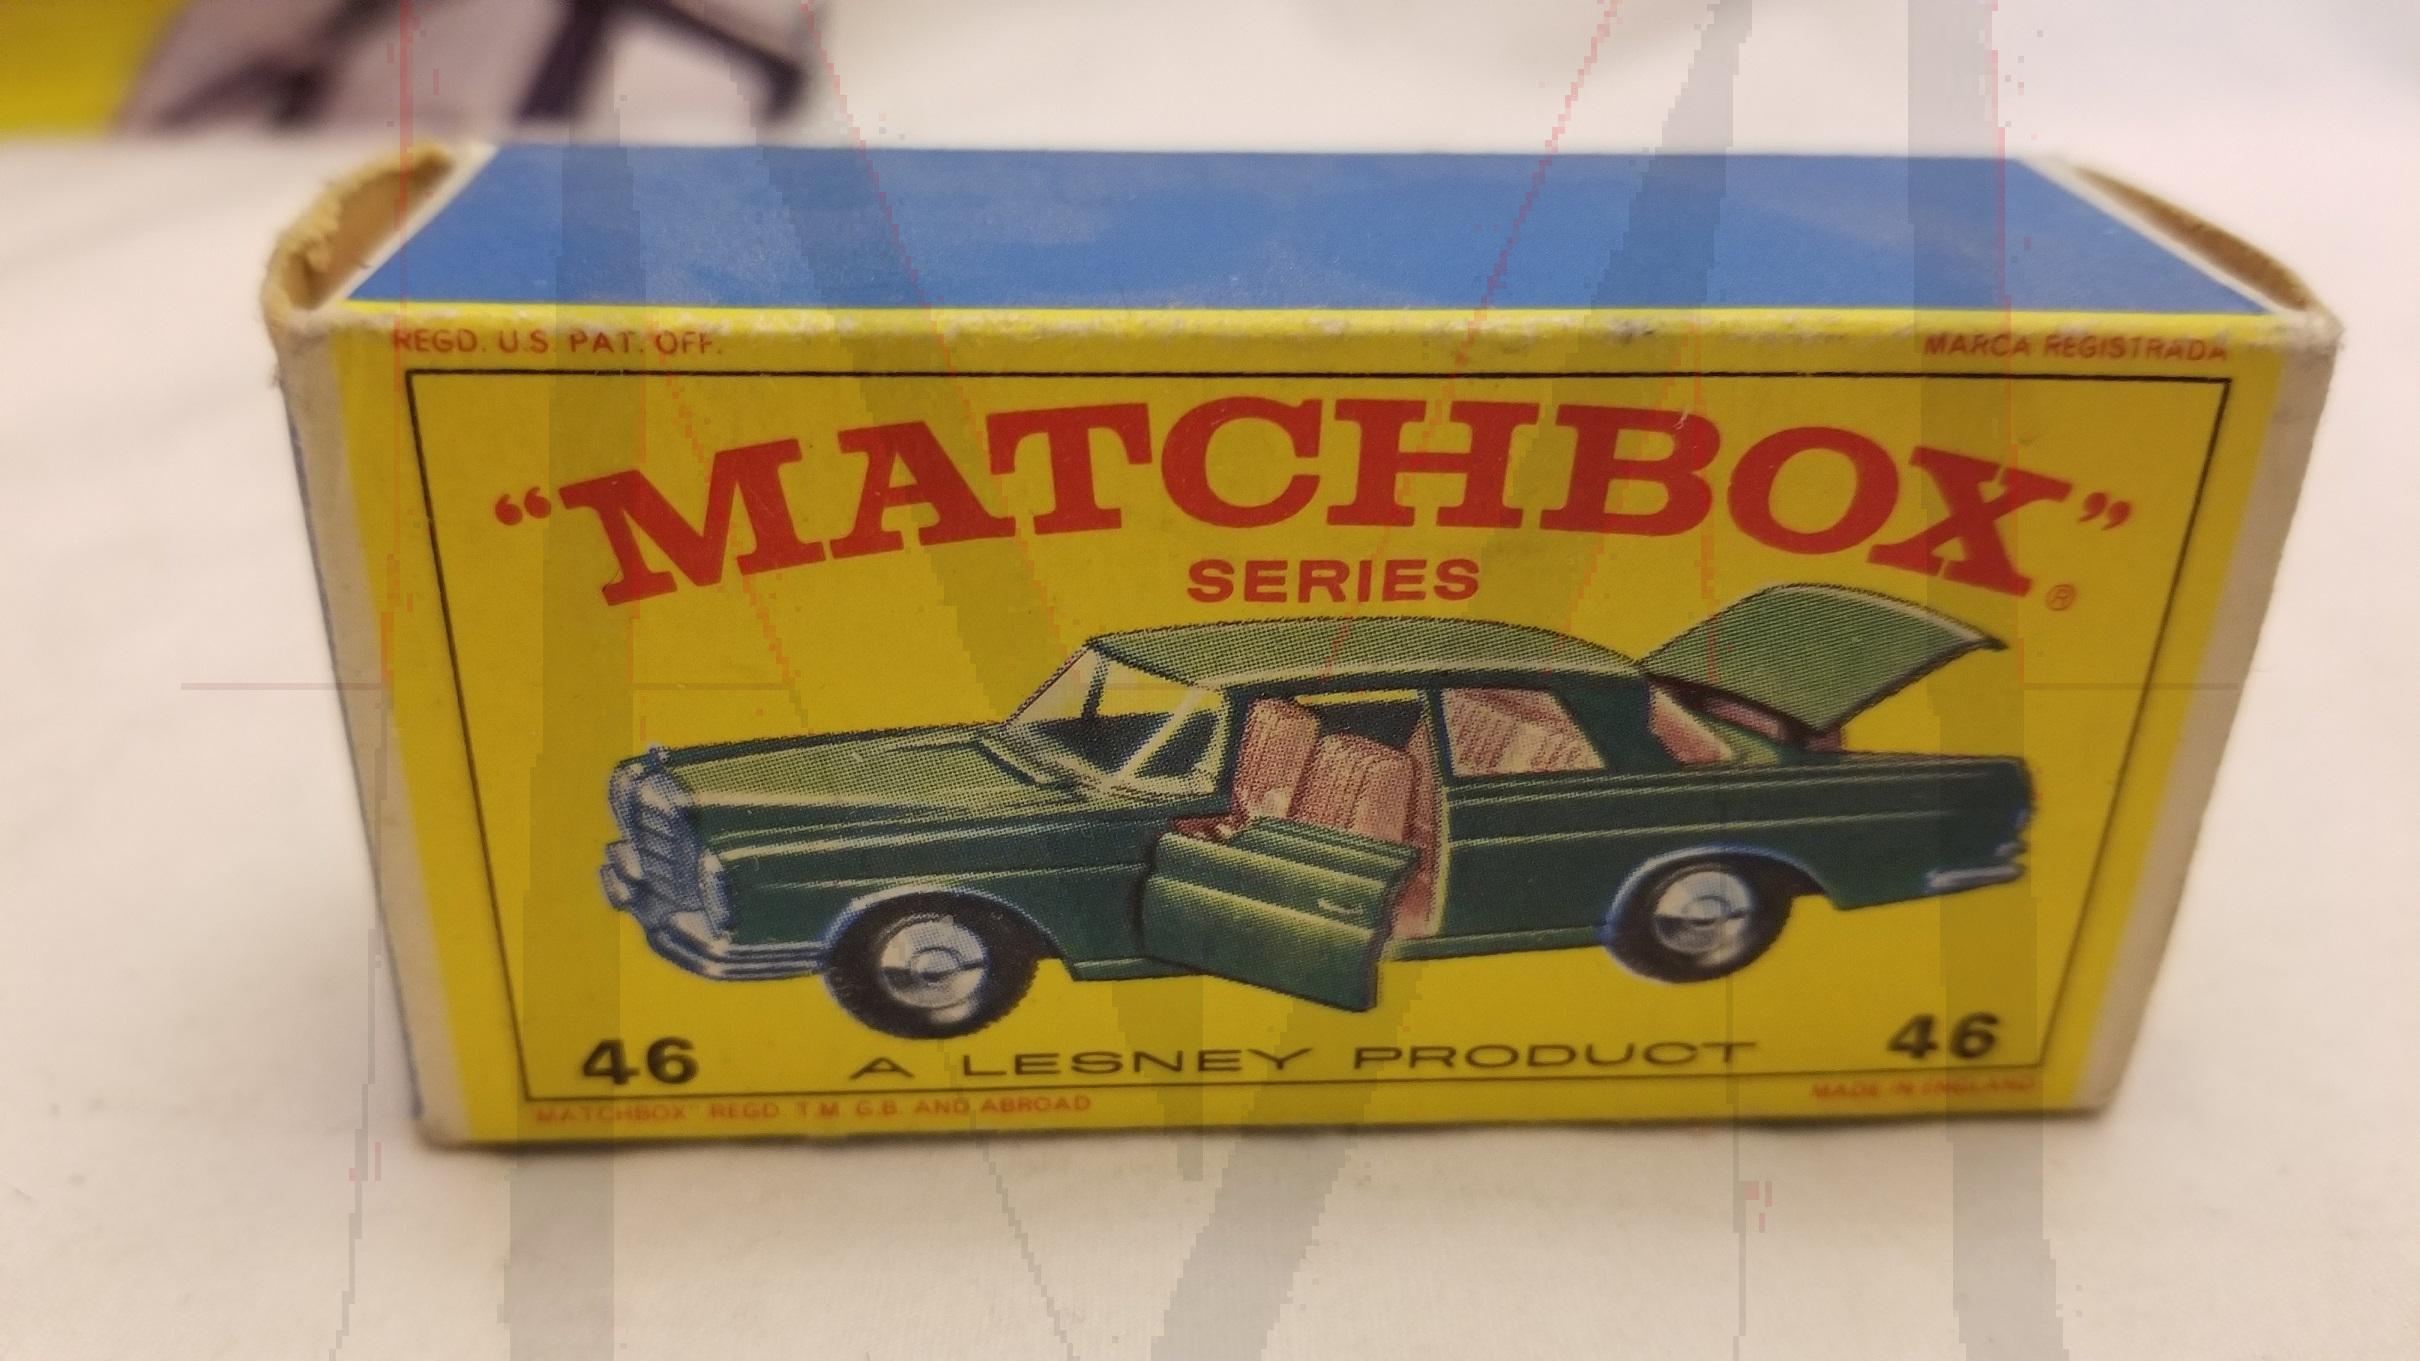 REGD. U.S. PAT. OFF. MARCA REGISTRADA
"MATCHBOX"®
SERIES
46 A LESNEY PRODUCT 46
"MATCHBOX" REGD. T.M. G.B. AND ABROAD MADE IN ENGLAND